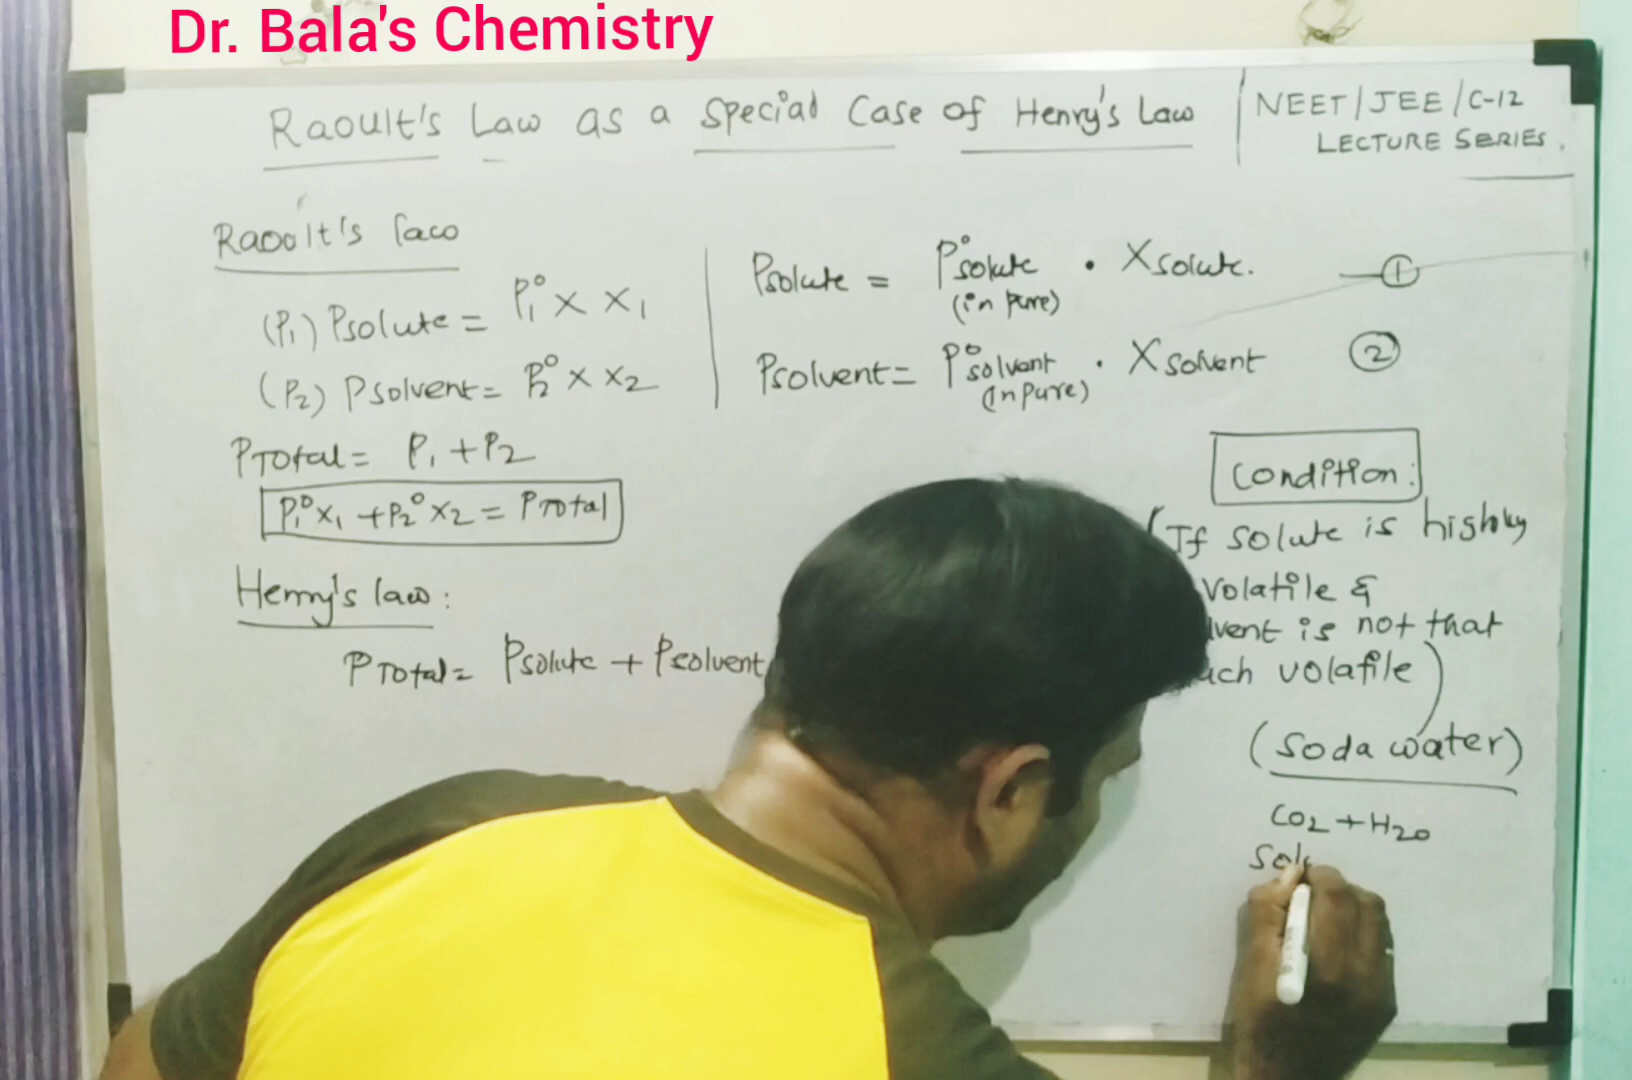 Dr. Bala's Chemistry
Raoult's Law as a Special Case of Henry's Law
NEET/JEE/C-12
LECTURE SERIES.
Raoult's law
(P₁) Psolute = P₁° × x₁
(P₂) Psolvent = P₂° × x₂
PTotal = P₁ + P₂
P₁°x₁ + P₂°x₂ = PTotal
Psolute = P°solute · Xsolute. ①
(in pure)
Psolvent = P°solvent · Xsolvent ②
(In pure)
Henry's law:
PTotal = Psolute + Psolvent
Condition:
(If solute is highly
volatile &
lvent is not that
uch volatile)
(Soda water)
CO₂ + H₂O
Solu